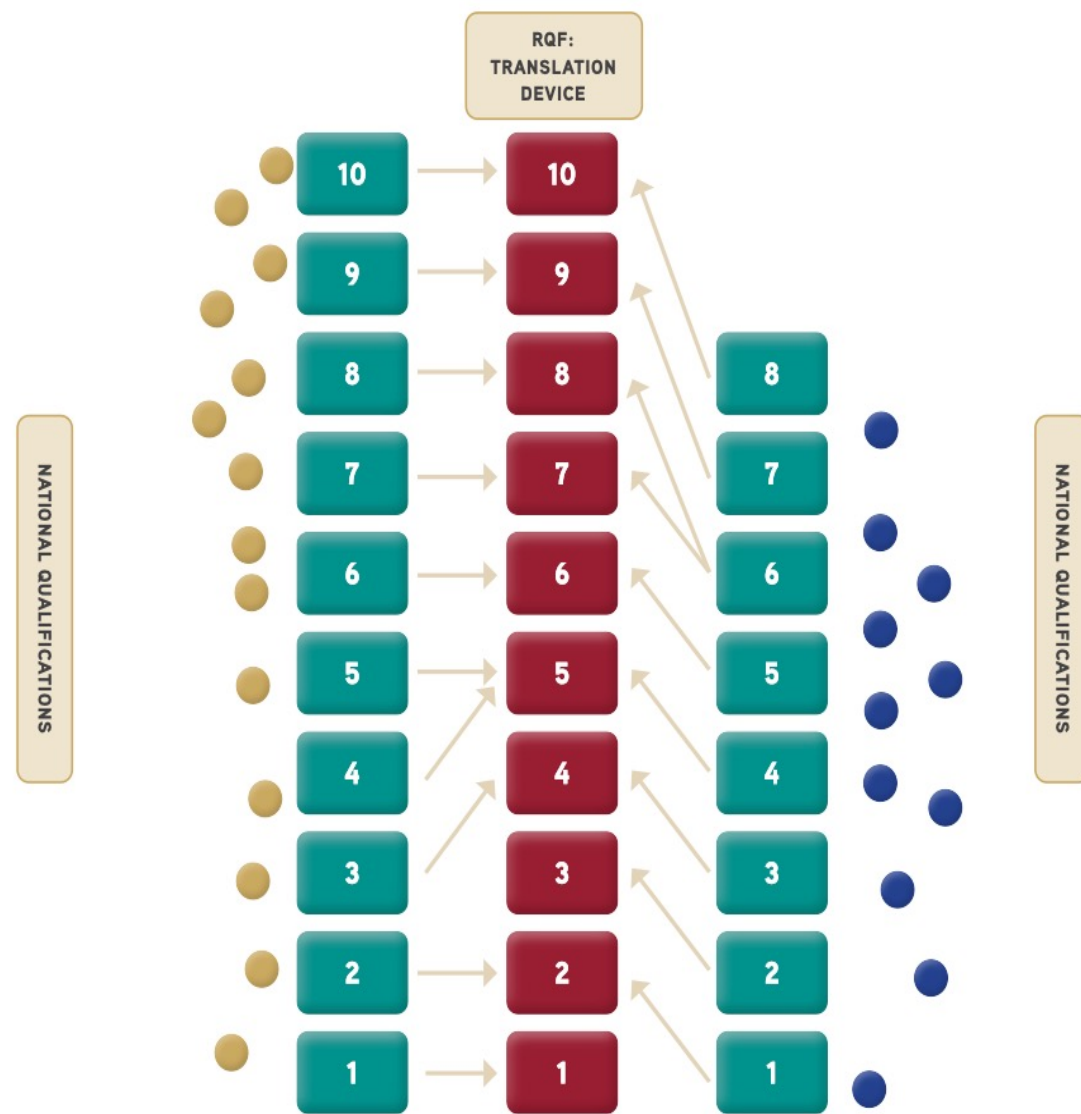 RQF:
TRANSLATION
DEVICE
10 10
9 9
8 8 8
7 7 7
6 6 6
5 5 5
4 4 4
3 3 3
2 2 2
1 1 1
NATIONAL QUALIFICATIONS
NATIONAL QUALIFICATIONS